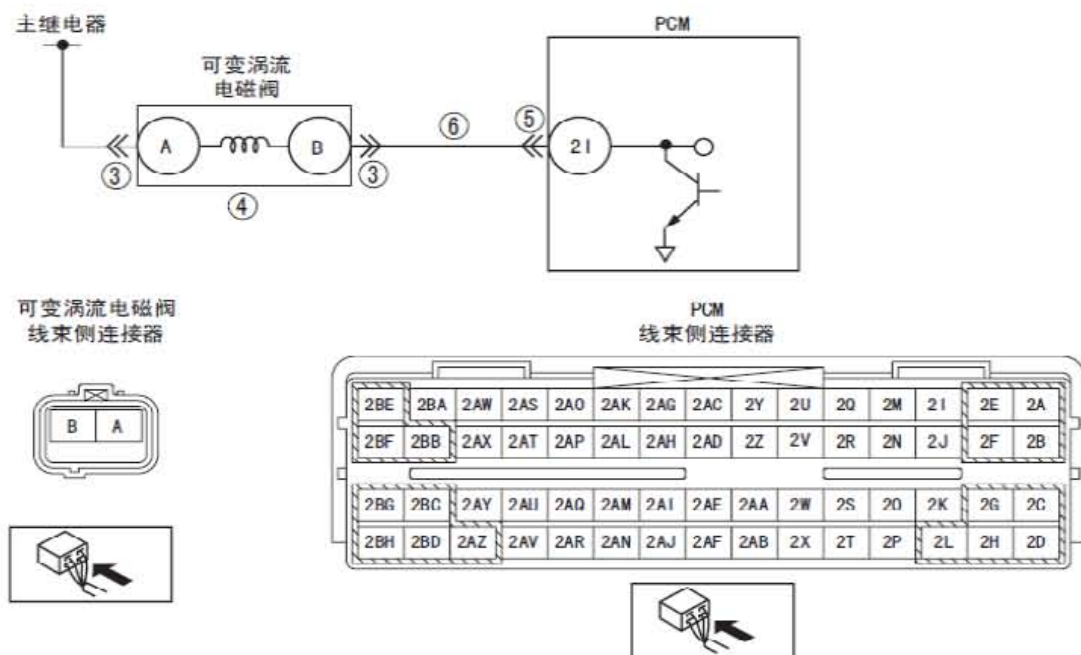 主继电器
PCM
可变涡流
电磁阀
A
B
③
③
④
⑥
⑤
2I
可变涡流电磁阀
线束侧连接器
PCM
线束侧连接器
B A
2BE 2BA 2AW 2AS 2AO 2AK 2AG 2AC 2Y 2U 2Q 2M 2I 2E 2A
2BF 2BB 2AX 2AT 2AP 2AL 2AH 2AD 2Z 2V 2R 2N 2J 2F 2B
2BG 2BC 2AY 2AU 2AQ 2AM 2AI 2AE 2AA 2W 2S 2O 2K 2G 2C
2BH 2BD 2AZ 2AV 2AR 2AN 2AJ 2AF 2AB 2X 2T 2P 2L 2H 2D